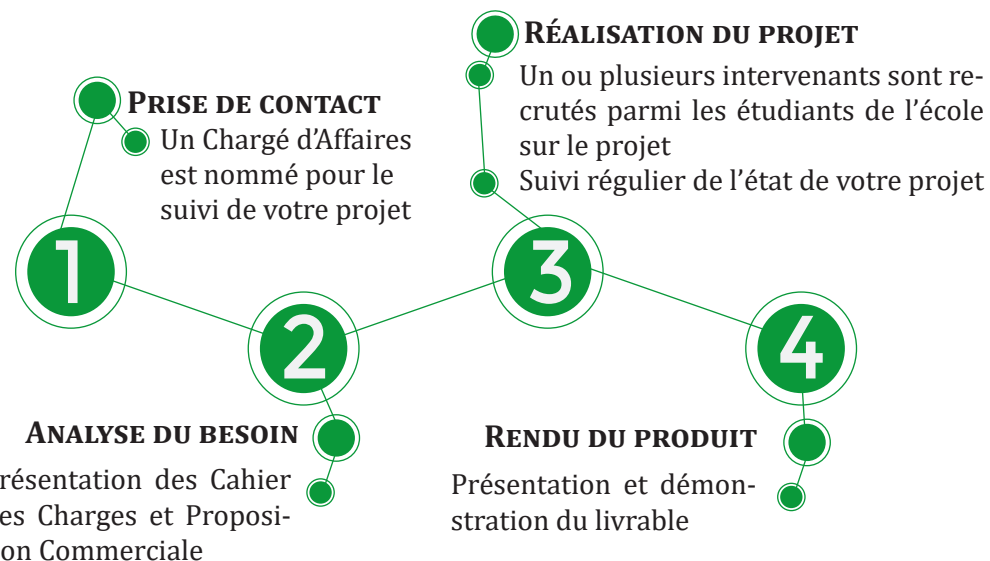 1
PRISE DE CONTACT
Un Chargé d'Affaires
est nommé pour le
suivi de votre projet
2
ANALYSE DU BESOIN
résentation des Cahier
es Charges et Proposi-
on Commerciale
3
RÉALISATION DU PROJET
Un ou plusieurs intervenants sont re-
crutés parmi les étudiants de l'école
sur le projet
Suivi régulier de l'état de votre projet
4
RENDU DU PRODUIT
Présentation et démon-
stration du livrable